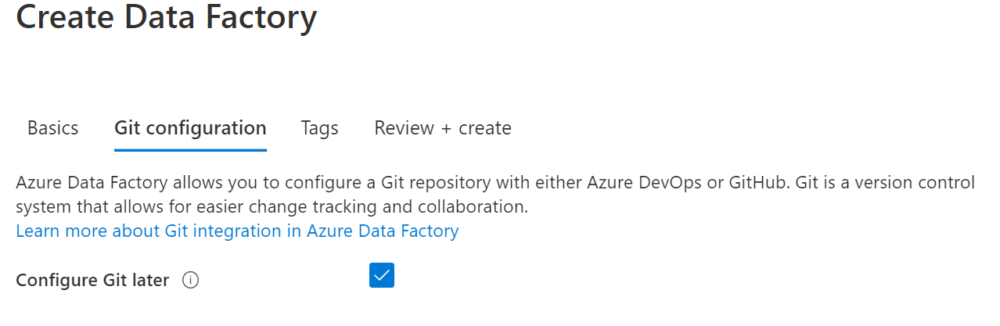 Create Data Factory
Basics Git configuration Tags Review + create
Azure Data Factory allows you to configure a Git repository with either Azure DevOps or GitHub. Git is a version control
system that allows for easier change tracking and collaboration.
Learn more about Git integration in Azure Data Factory
Configure Git later